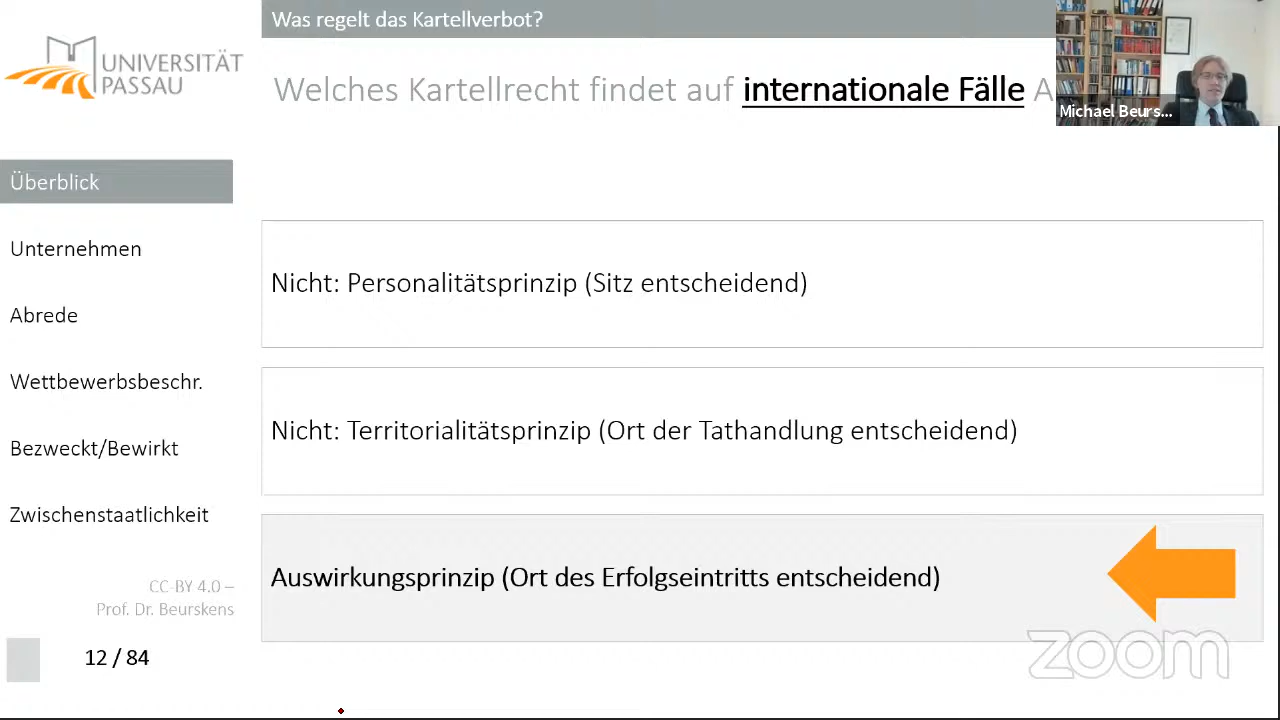 Was regelt das Kartellverbot?
UNIVERSITÄT
PASSAU
Welches Kartellrecht findet auf internationale Fälle A
Michael Beurs...
Überblick
Unternehmen
Abrede
Wettbewerbsbeschr.
Bezweckt/Bewirkt
Zwischenstaatlichkeit
Nicht: Personalitätsprinzip (Sitz entscheidend)
Nicht: Territorialitätsprinzip (Ort der Tathandlung entscheidend)
Auswirkungsprinzip (Ort des Erfolgseintritts entscheidend)
CC-BY 4.0 –
Prof. Dr. Beurskens
12 / 84
zoom